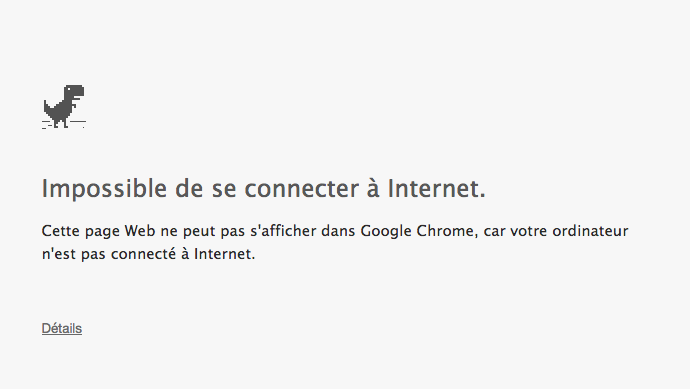 Impossible de se connecter à Internet.
Cette page Web ne peut pas s'afficher dans Google Chrome, car votre ordinateur
n'est pas connecté à Internet.
Détails